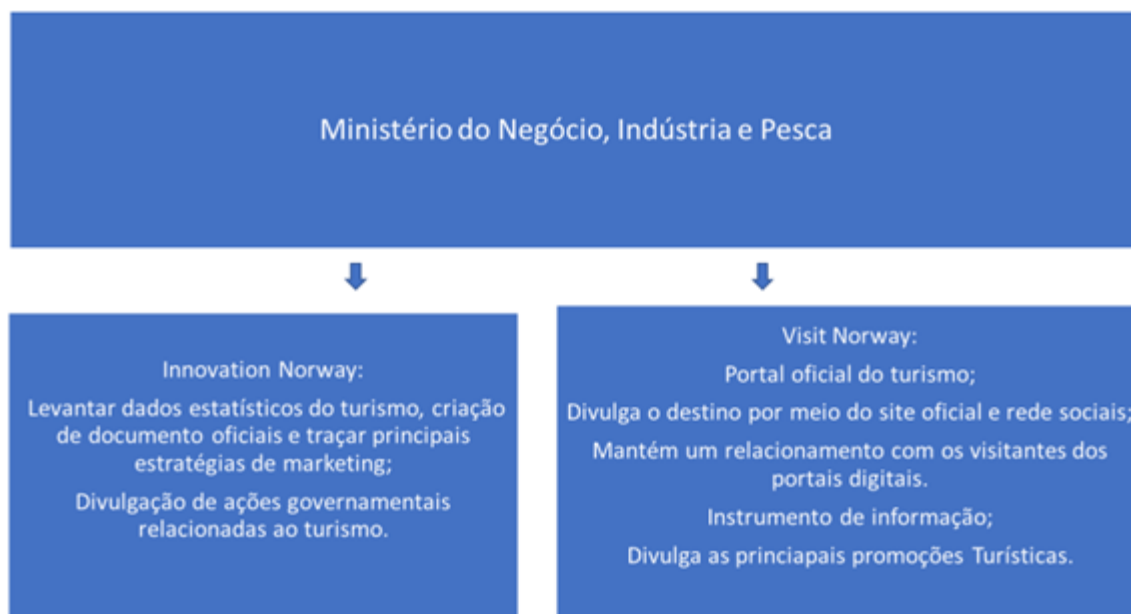 Ministério do Negócio, Indústria e Pesca
Innovation Norway:
Levantar dados estatísticos do turismo, criação
de documento oficiais e traçar principais
estratégias de marketing;
Divulgação de ações governamentais
relacionadas ao turismo.
Visit Norway:
Portal oficial do turismo;
Divulga o destino por meio do site oficial e rede sociais;
Mantém um relacionamento com os visitantes dos
portais digitais.
Instrumento de informação;
Divulga as princiapais promoções Turísticas.